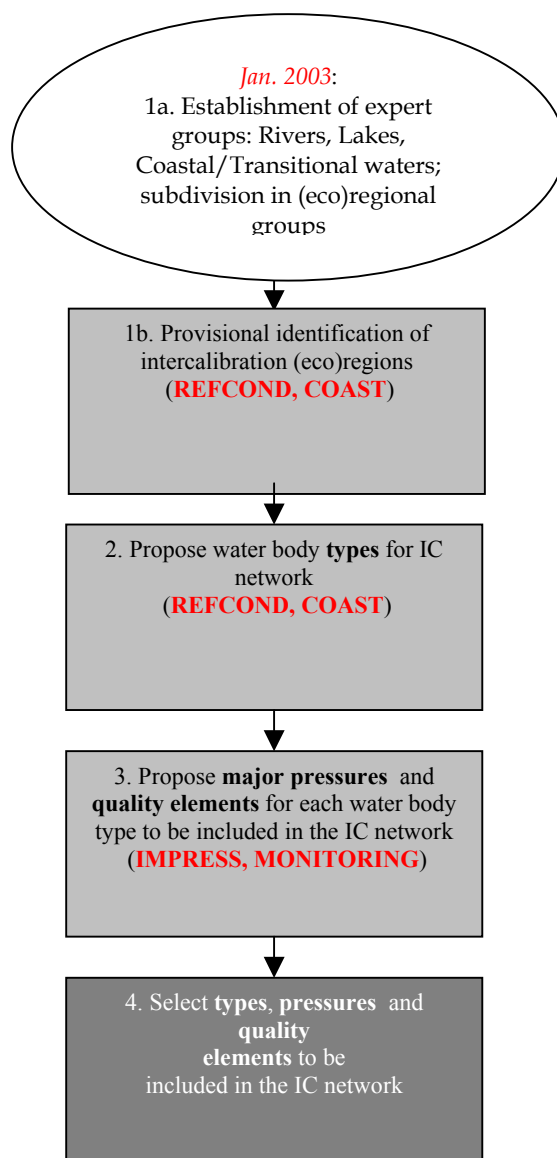 Jan. 2003:
1a. Establishment of expert
groups: Rivers, Lakes,
Coastal/Transitional waters;
subdivision in (eco)regional
groups
1b. Provisional identification of
intercalibration (eco)regions
(REFCOND, COAST)
2. Propose water body types for IC
network
(REFCOND, COAST)
3. Propose major pressures and
quality elements for each water body
type to be included in the IC network
(IMPRESS, MONITORING)
4. Select types, pressures and
quality
elements to be
included in the IC network